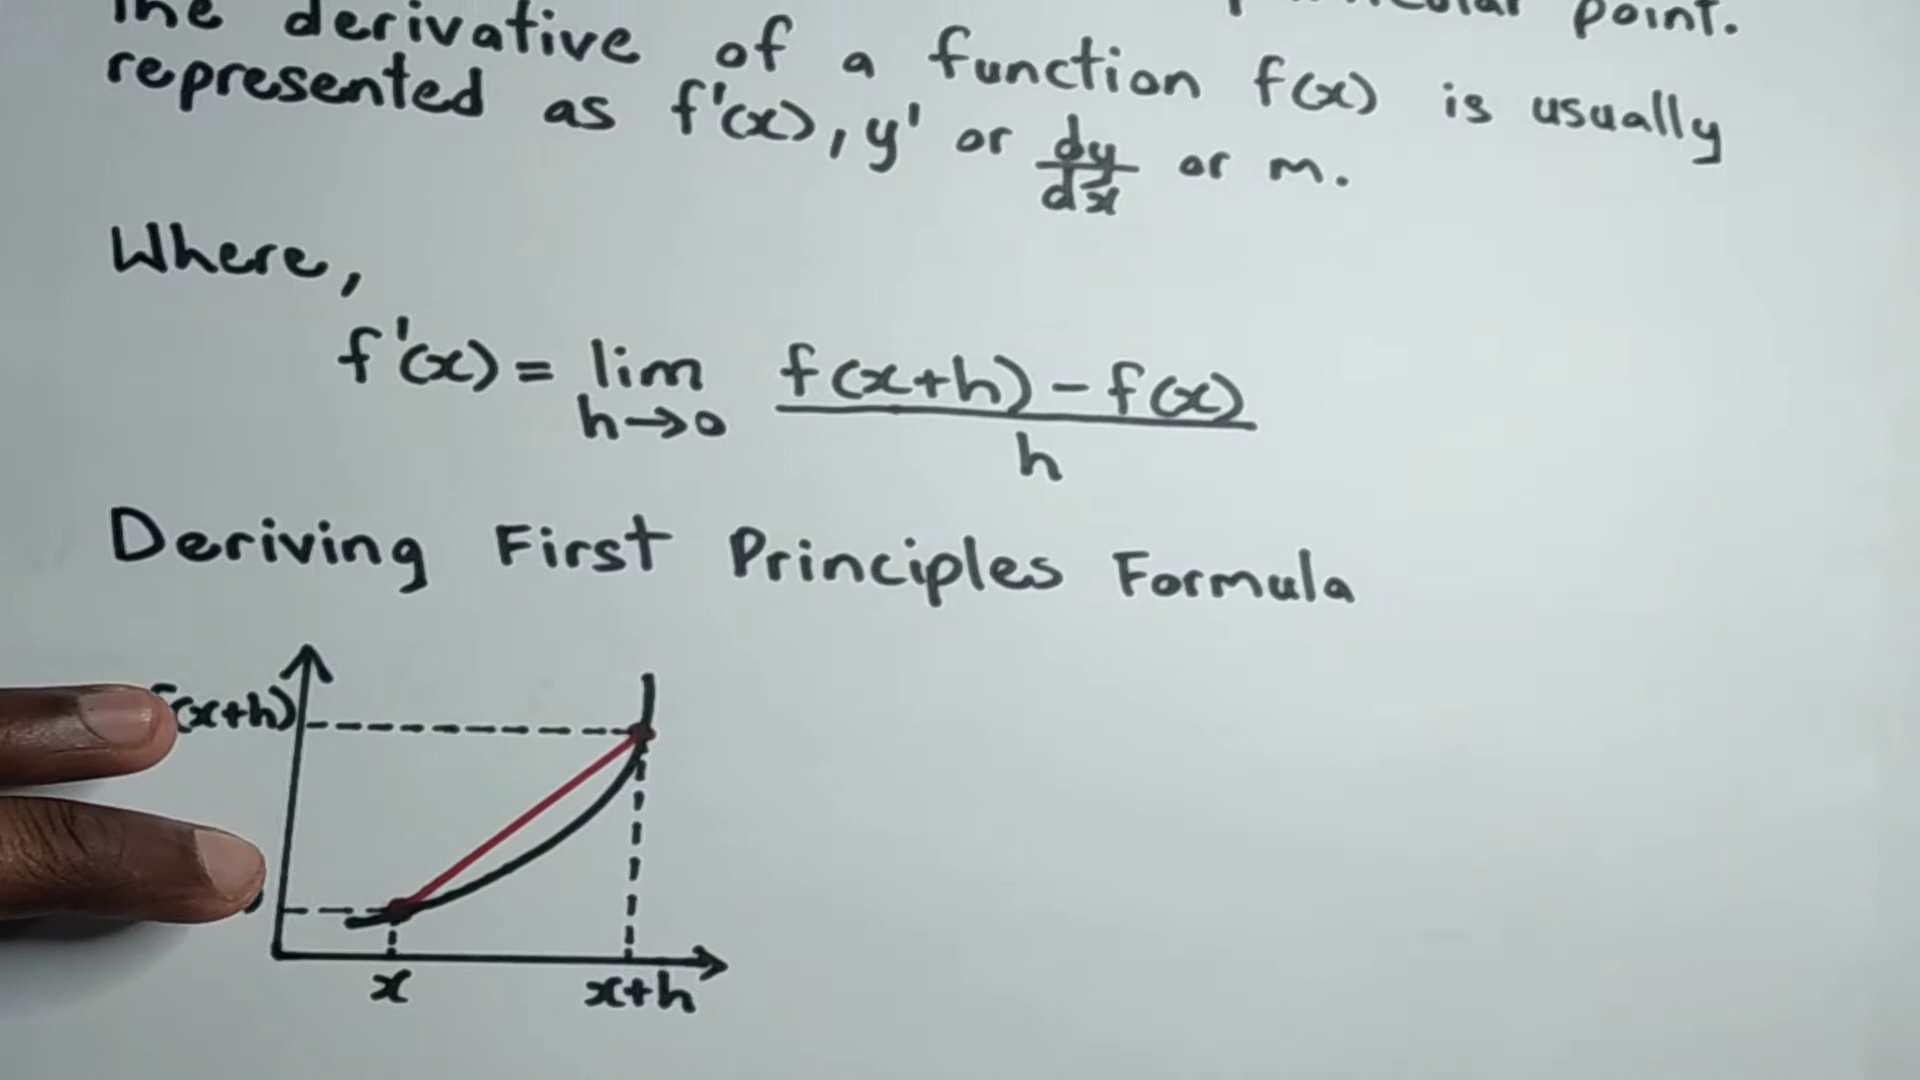 The derivative of a function f(x) is usually point.
represented as f'(x), y' or dy/dx or m.
Where,
f'(x) = lim h→0 f(x+h) - f(x) / h
Deriving First Principles Formula
(x+h)
x x+h